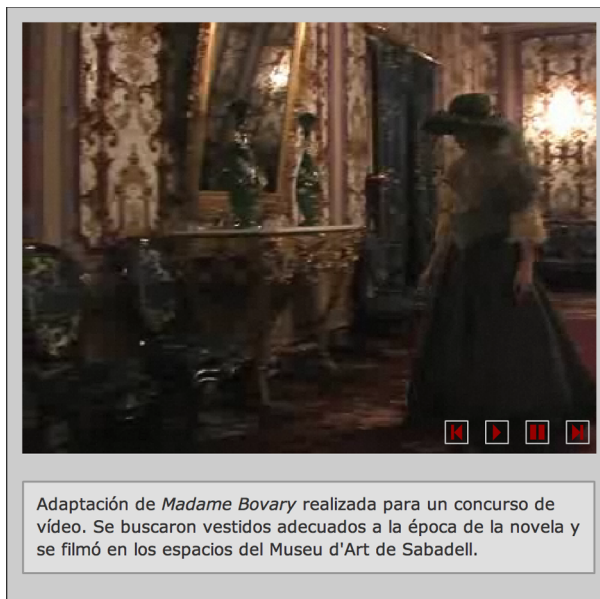 Adaptación de Madame Bovary realizada para un concurso de
vídeo. Se buscaron vestidos adecuados a la época de la novela y
se filmó en los espacios del Museu d'Art de Sabadell.